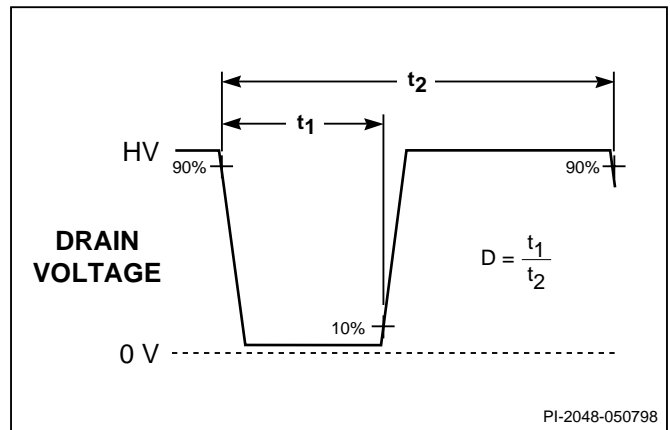 t2
t1
HV
90%
90%
DRAIN
VOLTAGE
D = t1
t2
10%
0 V
PI-2048-050798